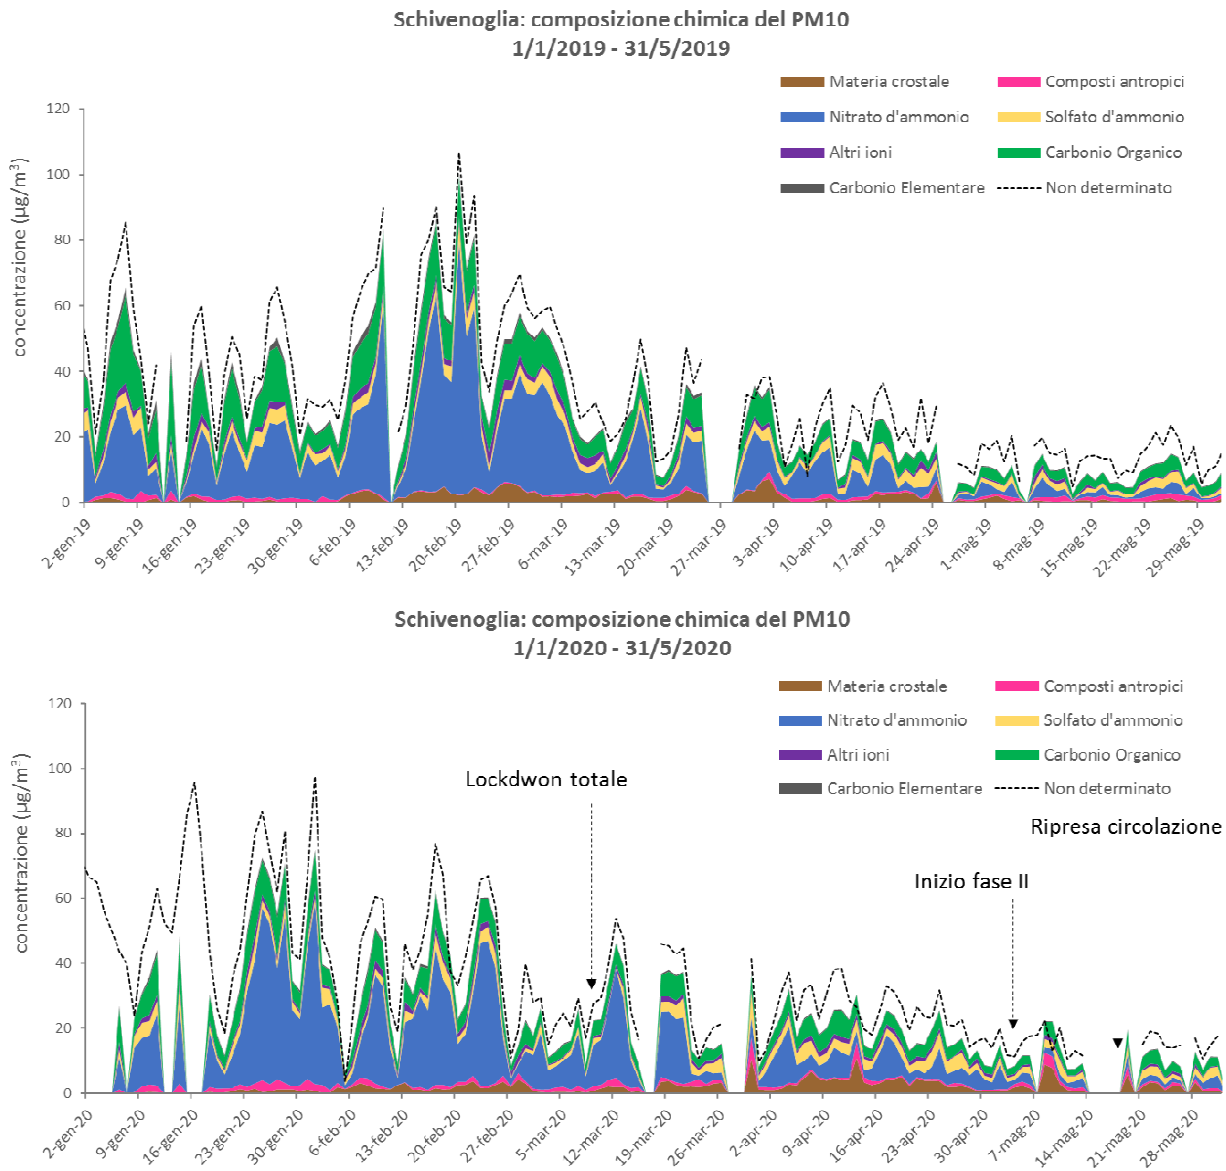 Schivenoglia: composizione chimica del PM10
1/1/2019 - 31/5/2019
Materia crostale
Composti antropici
Nitrato d'ammonio
Solfato d'ammonio
Altri ioni
Carbonio Organico
Carbonio Elementare
Non determinato
concentrazione (µg/m³)
120
100
80
60
40
20
0
2-gen-19
9-gen-19
16-gen-19
23-gen-19
30-gen-19
6-feb-19
13-feb-19
20-feb-19
27-feb-19
6-mar-19
13-mar-19
20-mar-19
27-mar-19
3-apr-19
10-apr-19
17-apr-19
24-apr-19
1-mag-19
8-mag-19
15-mag-19
22-mag-19
29-mag-19
Schivenoglia: composizione chimica del PM10
1/1/2020 - 31/5/2020
Materia crostale
Composti antropici
Nitrato d'ammonio
Solfato d'ammonio
Altri ioni
Carbonio Organico
Carbonio Elementare
Non determinato
Lockdwon totale
Ripresa circolazione
Inizio fase II
concentrazione (µg/m³)
120
100
80
60
40
20
0
2-gen-20
9-gen-20
16-gen-20
23-gen-20
30-gen-20
6-feb-20
13-feb-20
20-feb-20
27-feb-20
5-mar-20
12-mar-20
19-mar-20
26-mar-20
2-apr-20
9-apr-20
16-apr-20
23-apr-20
30-apr-20
7-mag-20
14-mag-20
21-mag-20
28-mag-20